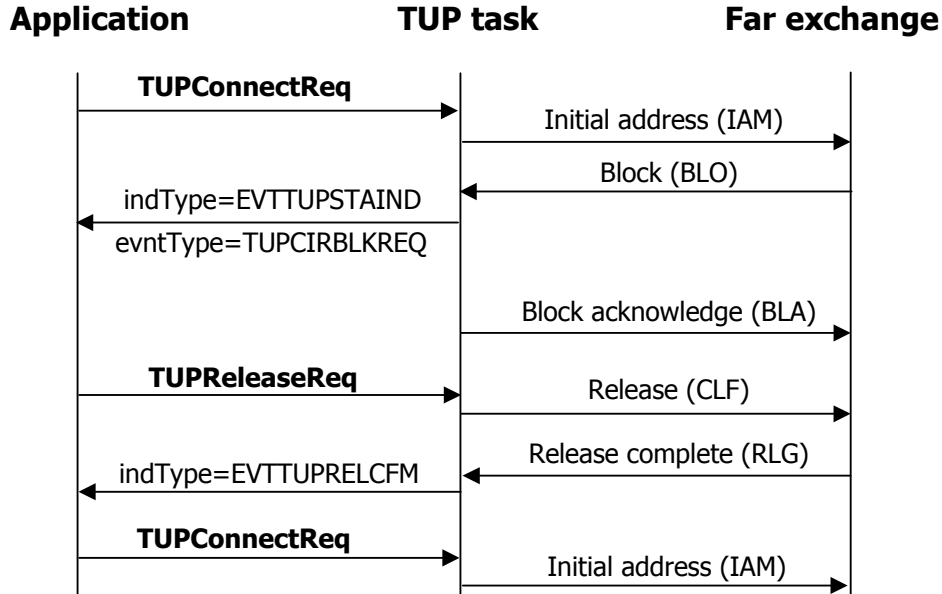 Application TUP task Far exchange
TUPConnectReq
Initial address (IAM)
Block (BLO)
indType=EVTTUPSTAIND
evntType=TUPCIRBLKREQ
Block acknowledge (BLA)
TUPReleaseReq
Release (CLF)
Release complete (RLG)
indType=EVTTUPRELCFM
TUPConnectReq
Initial address (IAM)